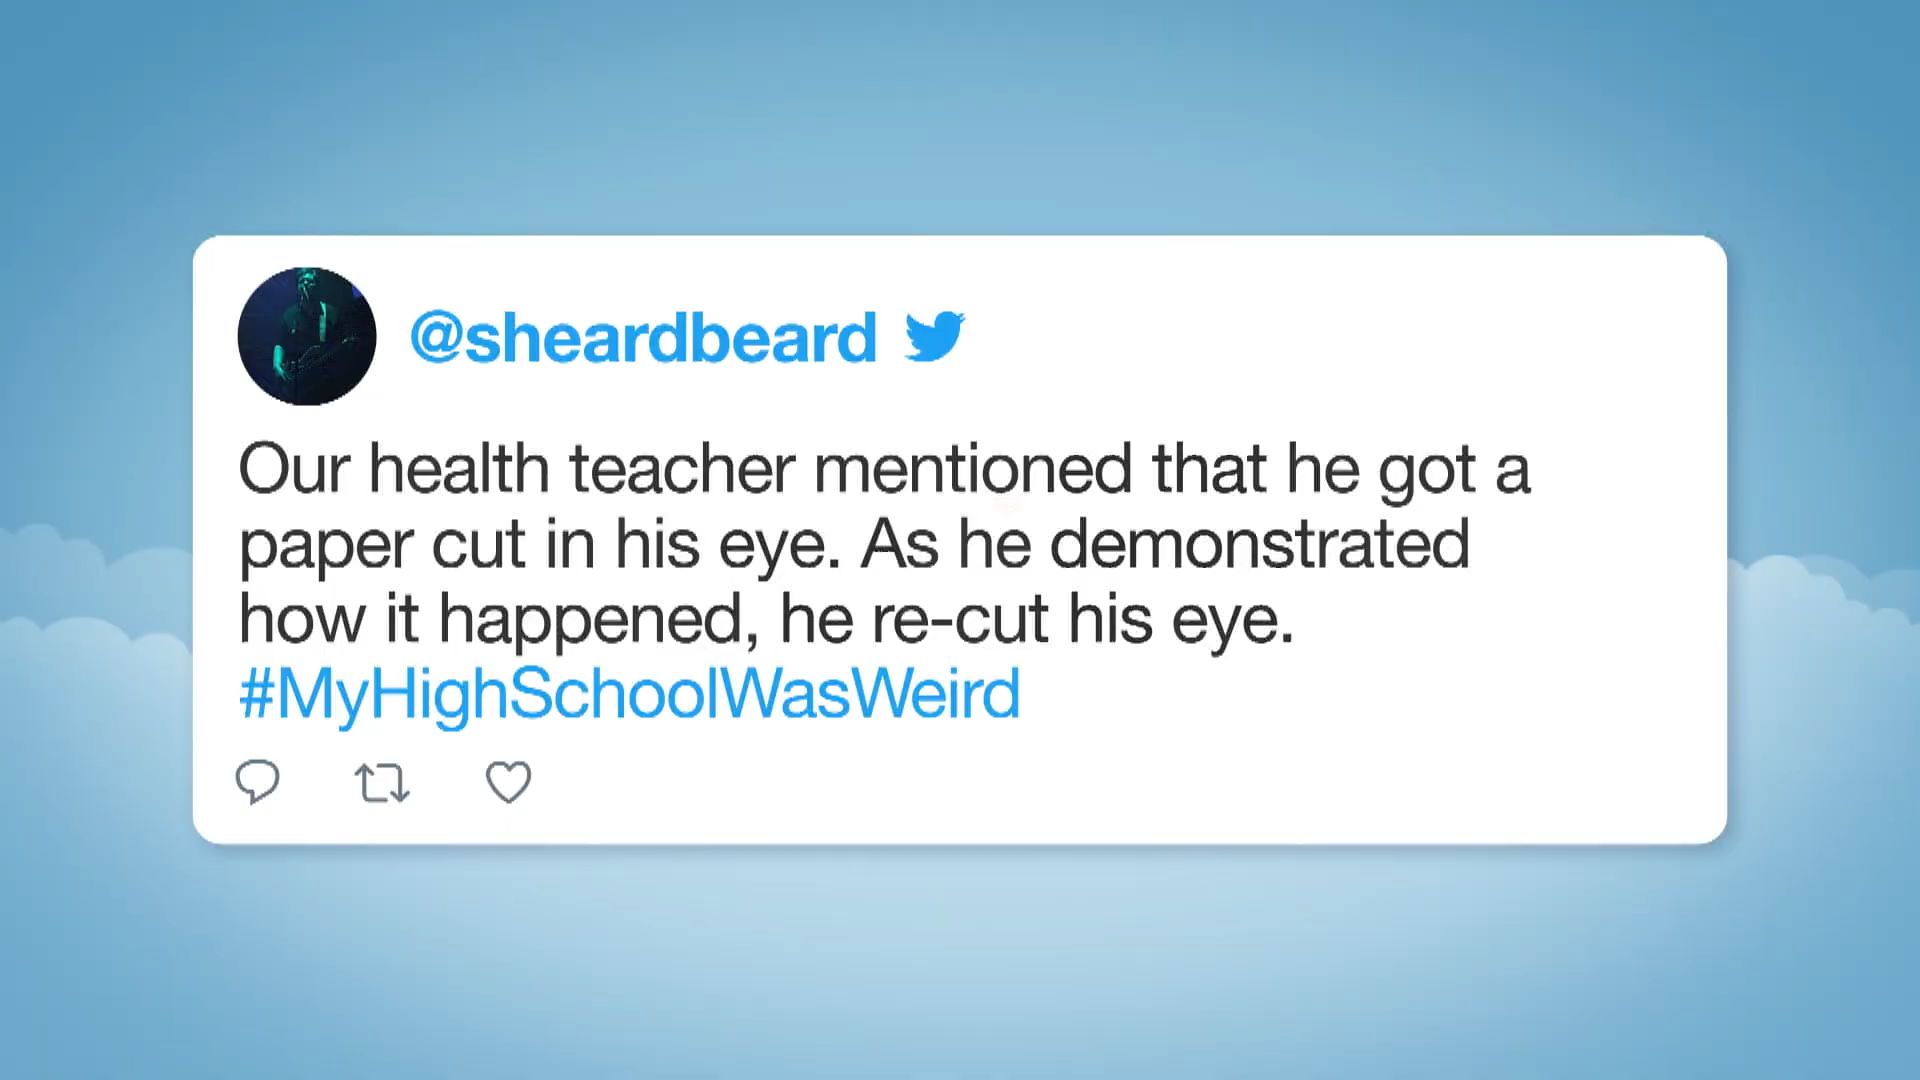 @sheardbeard
Our health teacher mentioned that he got a
paper cut in his eye. As he demonstrated
how it happened, he re-cut his eye.
#MyHighSchoolWasWeird